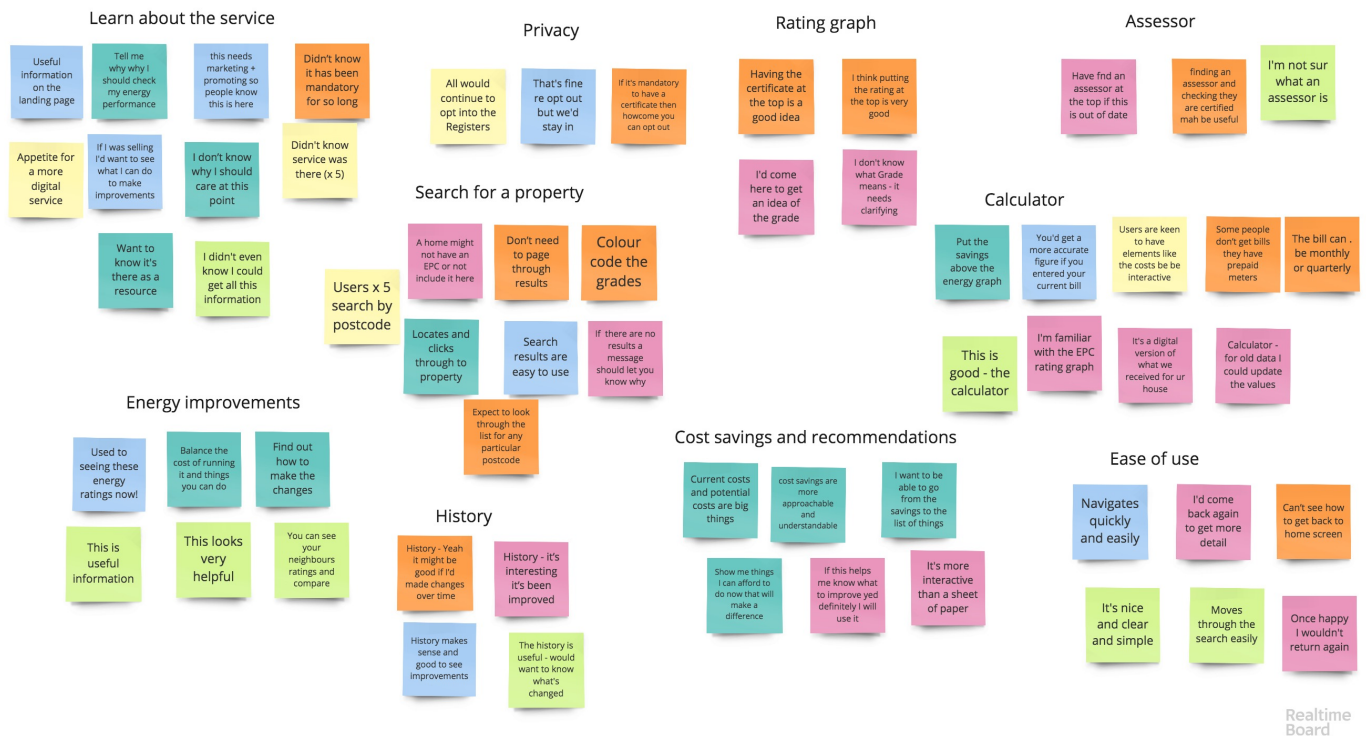 Learn about the service
Useful
information
on the
landing page
Tell me
why why I
should check
my energy
performance
this needs
marketing +
promoting so
people know
this is here
Didn't know
it has been
mandatory
for so long
Appetite for
a more
digital
service
If I was selling
I'd want to see
what I can do
to make
improvements
I don't know
why I should
care at this
point
Didn't know
service was
there (x 5)
Want to
know it's
there as a
resource
I didn't even
know I could
get all this
information
Privacy
All would
continue to
opt into the
Registers
That's fine
re opt out
but we'd
stay in
If it's mandatory
to have a
certificate then
howcome you
can opt out
Rating graph
Having the
certificate at
the top is a
good idea
I think putting
the rating at
the top is very
good
I'd come
here to get
an idea of
the grade
I don't know
what Grade
means - it
needs
clarifying
Assessor
Have fnd an
assessor at
the top if this
is out of date
finding an
assessor and
checking they
are certified
mah be useful
I'm not sur
what an
assessor is
Search for a property
Users x 5
search by
postcode
A home might
not have an
EPC or not
include it here
Don't need
to page
through
results
Colour
code the
grades
Locates and
clicks
through to
property
Search
results are
easy to use
If there are no
results a
message
should let you
know why
Expect to look
through the
list for any
particular
postcode
Calculator
Put the
savings
above the
energy graph
You'd get a
more accurate
figure if you
entered your
current bill
Users are keen
to have
elements like
the costs be be
interactive
Some people
don't get bills
they have
prepaid
meters
The bill can .
be monthly
or quarterly
This is
good - the
calculator
I'm familiar
with the EPC
rating graph
It's a digital
version of
what we
received for ur
house
Calculator -
for old data I
could update
the values
Energy improvements
Used to
seeing these
energy
ratings now!
Balance the
cost of running
it and things
you can do
Find out
how to
make the
changes
This is
useful
information
This looks
very
helpful
You can see
your
neighbours
ratings and
compare
History
History - Yeah
it might be
good if I'd
made changes
over time
History - it's
interesting
it's been
improved
History makes
sense and
good to see
improvements
The history is
useful - would
want to know
what's
changed
Cost savings and recommendations
Current costs
and potential
costs are big
things
cost savings are
more
approachable
and
understandable
I want to be
able to go
from the
savings to the
list of things
Show me things
I can afford to
do now that will
make a
difference
If this helps
me know what
to improve yed
definitely I will
use it
It's more
interactive
than a sheet
of paper
Ease of use
Navigates
quickly
and easily
I'd come
back again
to get more
detail
Can't see how
to get back to
home screen
It's nice
and clear
and simple
Moves
through the
search easily
Once happy
I wouldn't
return again
Realtime
Board